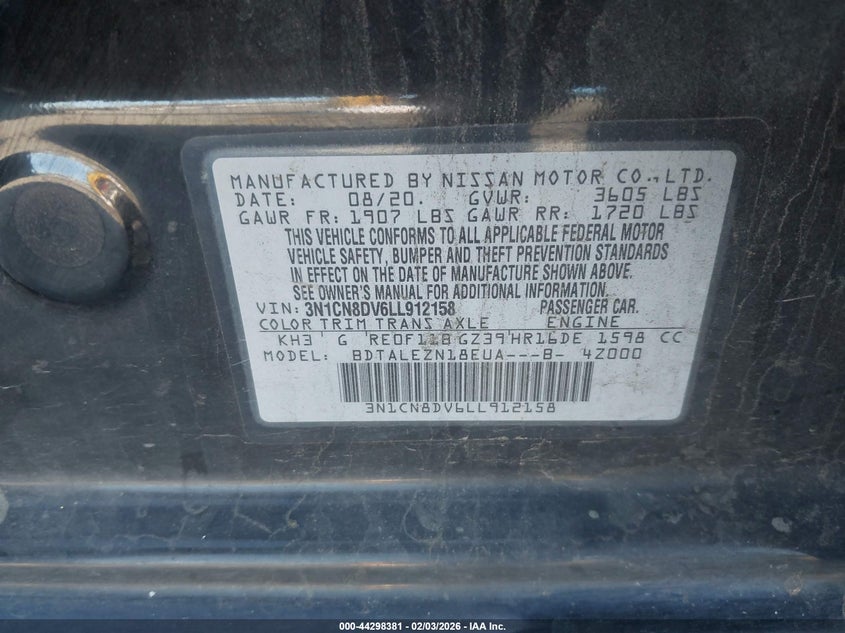 MANUFACTURED BY NISSAN MOTOR CO., LTD.
DATE: 08/20. GVWR: 3605 LBS
GAWR FR: 1907 LBS GAWR RR: 1720 LBS
THIS VEHICLE CONFORMS TO ALL APPLICABLE FEDERAL MOTOR
VEHICLE SAFETY, BUMPER AND THEFT PREVENTION STANDARDS
IN EFFECT ON THE DATE OF MANUFACTURE SHOWN ABOVE.
SEE OWNER'S MANUAL FOR ADDITIONAL INFORMATION.
VIN: 3N1CN8DV6LL912158 PASSENGER CAR.
COLOR TRIM TRANS AXLE ENGINE
KH3 G RE0F11B GZ39 HR16DE 1598 CC
MODEL: BDTALEZN18EUA---B- 4Z000
3N1CN8DV6LL912158
000-44298381 - 02/03/2026 - IAA Inc.